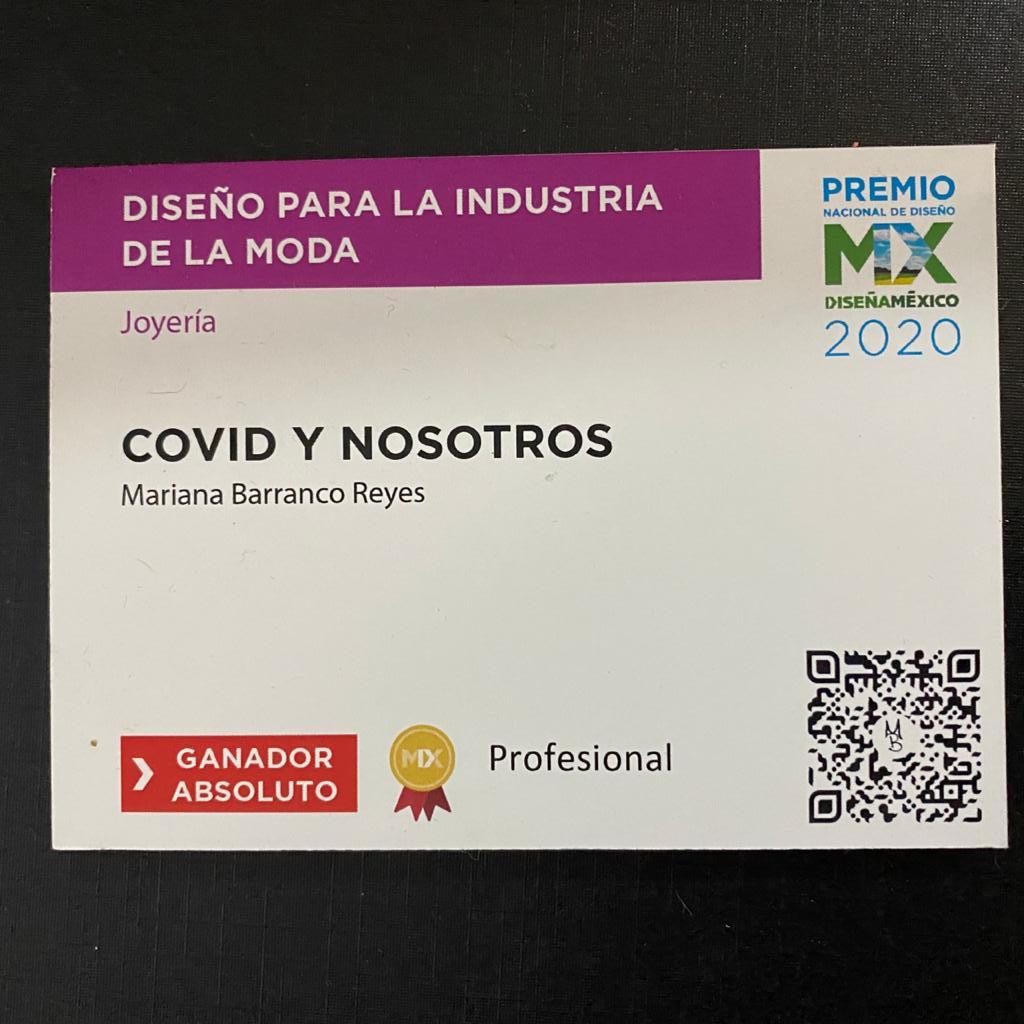 DISEÑO PARA LA INDUSTRIA
DE LA MODA
Joyería
PREMIO
NACIONAL DE DISEÑO
MX
DISEÑAMÉXICO
2020
COVID Y NOSOTROS
Mariana Barranco Reyes
GANADOR
ABSOLUTO
MX
Profesional
MB